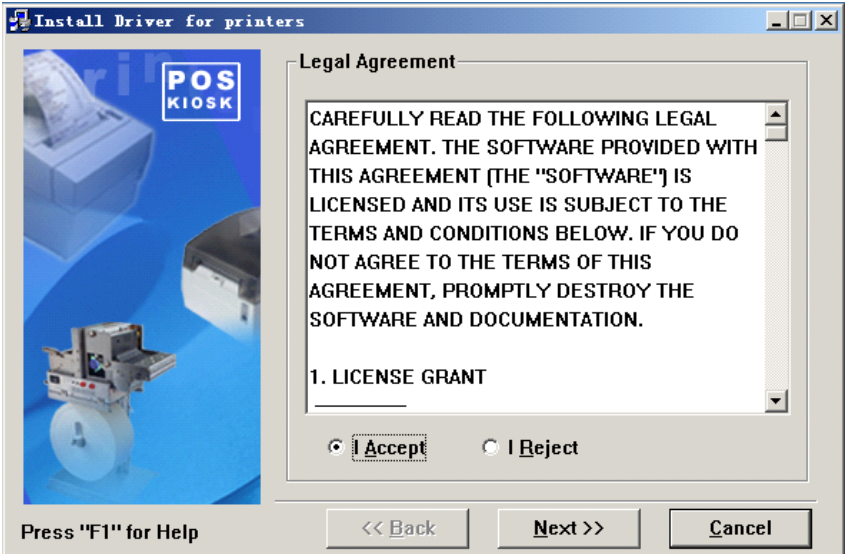 Install Driver for printers
POS
KIOSK
Legal Agreement
CAREFULLY READ THE FOLLOWING LEGAL
AGREEMENT. THE SOFTWARE PROVIDED WITH
THIS AGREEMENT (THE "SOFTWARE") IS
LICENSED AND ITS USE IS SUBJECT TO THE
TERMS AND CONDITIONS BELOW. IF YOU DO
NOT AGREE TO THE TERMS OF THIS
AGREEMENT, PROMPTLY DESTROY THE
SOFTWARE AND DOCUMENTATION.
1. LICENSE GRANT
I Accept
I Reject
Press "F1" for Help
<< Back
Next >>
Cancel